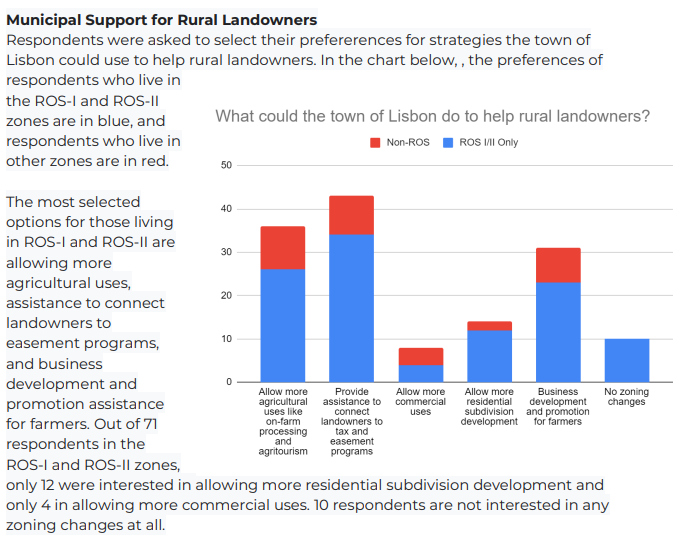 Municipal Support for Rural Landowners
Respondents were asked to select their prefererences for strategies the town of
Lisbon could use to help rural landowners. In the chart below, , the preferences of
respondents who live in
the ROS-I and ROS-II
zones are in blue, and
respondents who live in
other zones are in red.
The most selected
options for those living
in ROS-I and ROS-II are
allowing more
agricultural uses,
assistance to connect
landowners to
easement programs,
and business
development and
promotion assistance
for farmers. Out of 71
respondents in the
ROS-I and ROS-II zones,
only 12 were interested in allowing more residential subdivision development and
only 4 in allowing more commercial uses. 10 respondents are not interested in any
zoning changes at all.
What could the town of Lisbon do to help rural landowners?
Non-ROS
ROS I/II Only
50
40
30
20
10
0
Allow more
agricultural
uses like
on-farm
processing
and
agritourism
Provide
assistance to
connect
landowners to
tax and
easement
programs
Allow more
commercial
uses
Allow more
residential
subdivision
development
Business
development
and promotion
for farmers
No zoning
changes